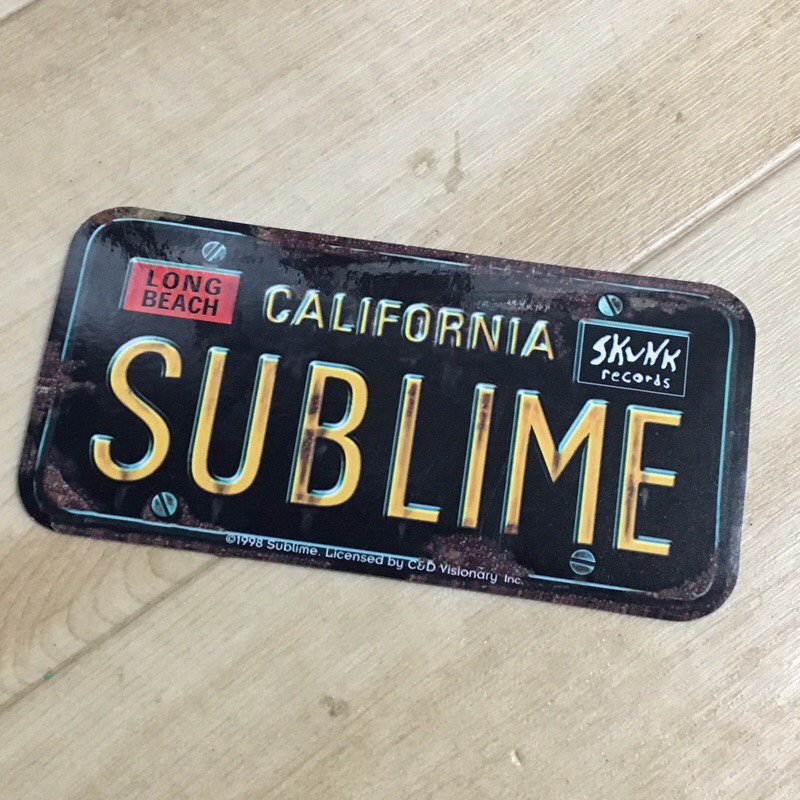 LONG
BEACH
CALIFORNIA
SKUNK
records
SUBLIME
©1998 Sublime. Licensed by C&D Visionary Inc.